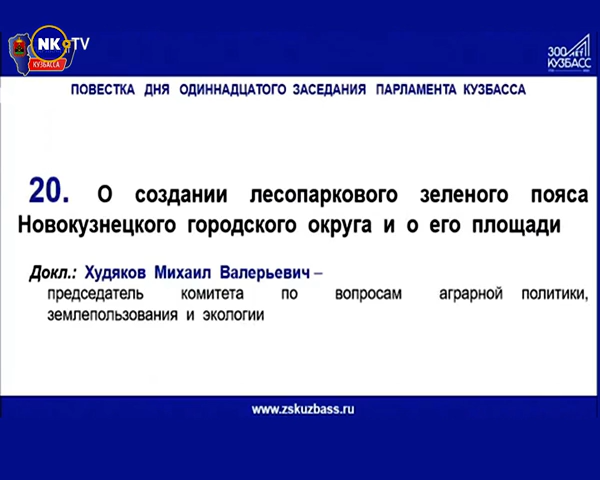 NK TV
КУЗБАССА
300 ЛЕТ
КУЗБАСС
ПОВЕСТКА ДНЯ ОДИННАДЦАТОГО ЗАСЕДАНИЯ ПАРЛАМЕНТА КУЗБАССА
20. О создании лесопаркового зеленого пояса
Новокузнецкого городского округа и о его площади
Докл.: Худяков Михаил Валерьевич –
председатель комитета по вопросам аграрной политики,
землепользования и экологии
www.zskuzbass.ru